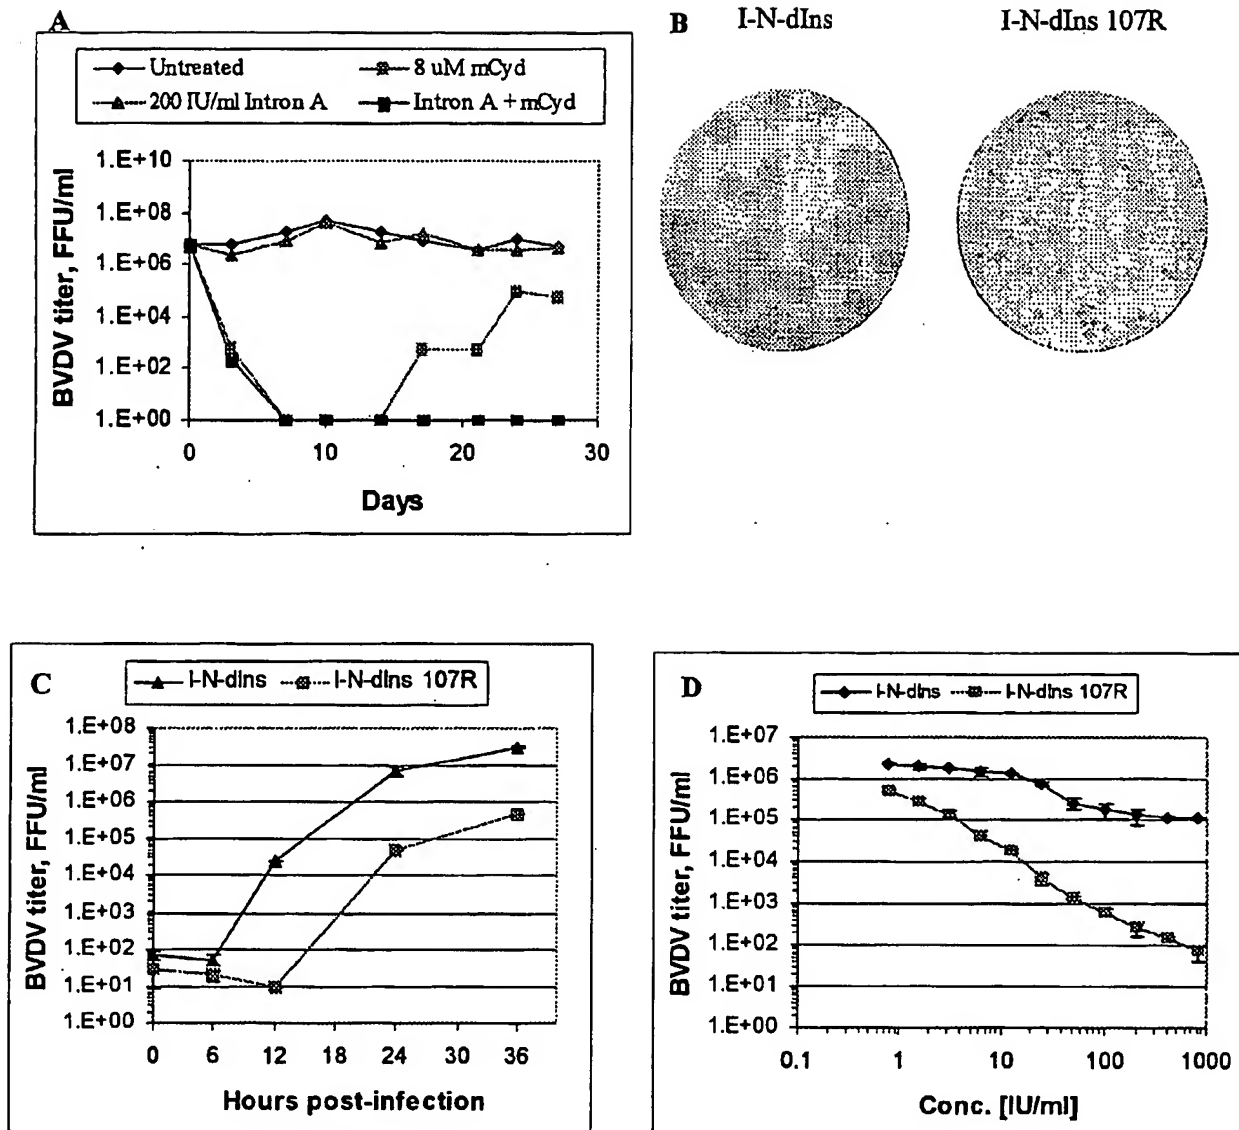 A
Untreated
8 uM mCyd
200 IU/ml Intron A
Intron A + mCyd
BVDV titer, FFU/ml
1.E+10
1.E+08
1.E+06
1.E+04
1.E+02
1.E+00
0 10 20 30
Days
B
I-N-dIns
I-N-dIns 107R
C
I-N-dIns
I-N-dIns 107R
BVDV titer, FFU/ml
1.E+08
1.E+07
1.E+06
1.E+05
1.E+04
1.E+03
1.E+02
1.E+01
1.E+00
0 6 12 18 24 30 36
Hours post-infection
D
I-N-dIns
I-N-dIns 107R
BVDV titer, FFU/ml
1.E+07
1.E+06
1.E+05
1.E+04
1.E+03
1.E+02
1.E+01
1.E+00
0.1 1 10 100 1000
Conc. [IU/ml]